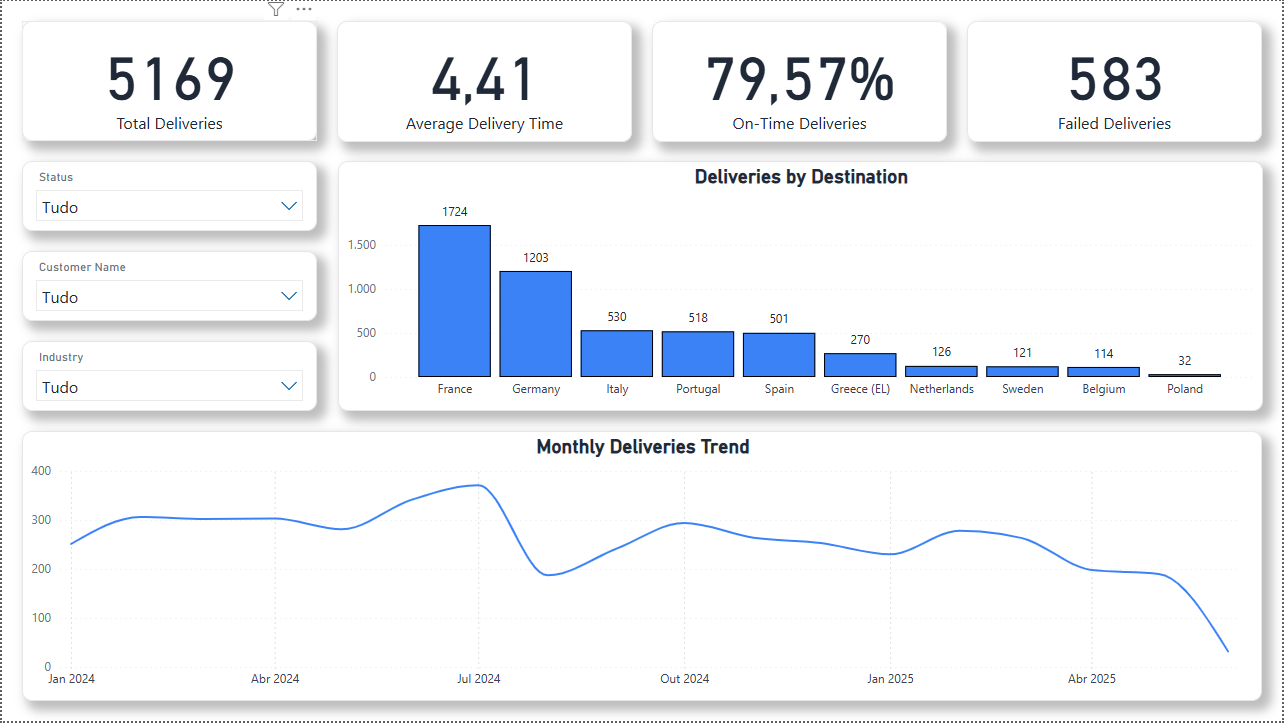 5169
Total Deliveries
4,41
Average Delivery Time
79,57%
On-Time Deliveries
583
Failed Deliveries
Status
Tudo
Customer Name
Tudo
Industry
Tudo
Deliveries by Destination
1.500
1.000
500
0
1724
1203
530
518
501
270
126
121
114
32
France
Germany
Italy
Portugal
Spain
Greece (EL)
Netherlands
Sweden
Belgium
Poland
Monthly Deliveries Trend
400
300
200
100
0
Jan 2024
Abr 2024
Jul 2024
Out 2024
Jan 2025
Abr 2025